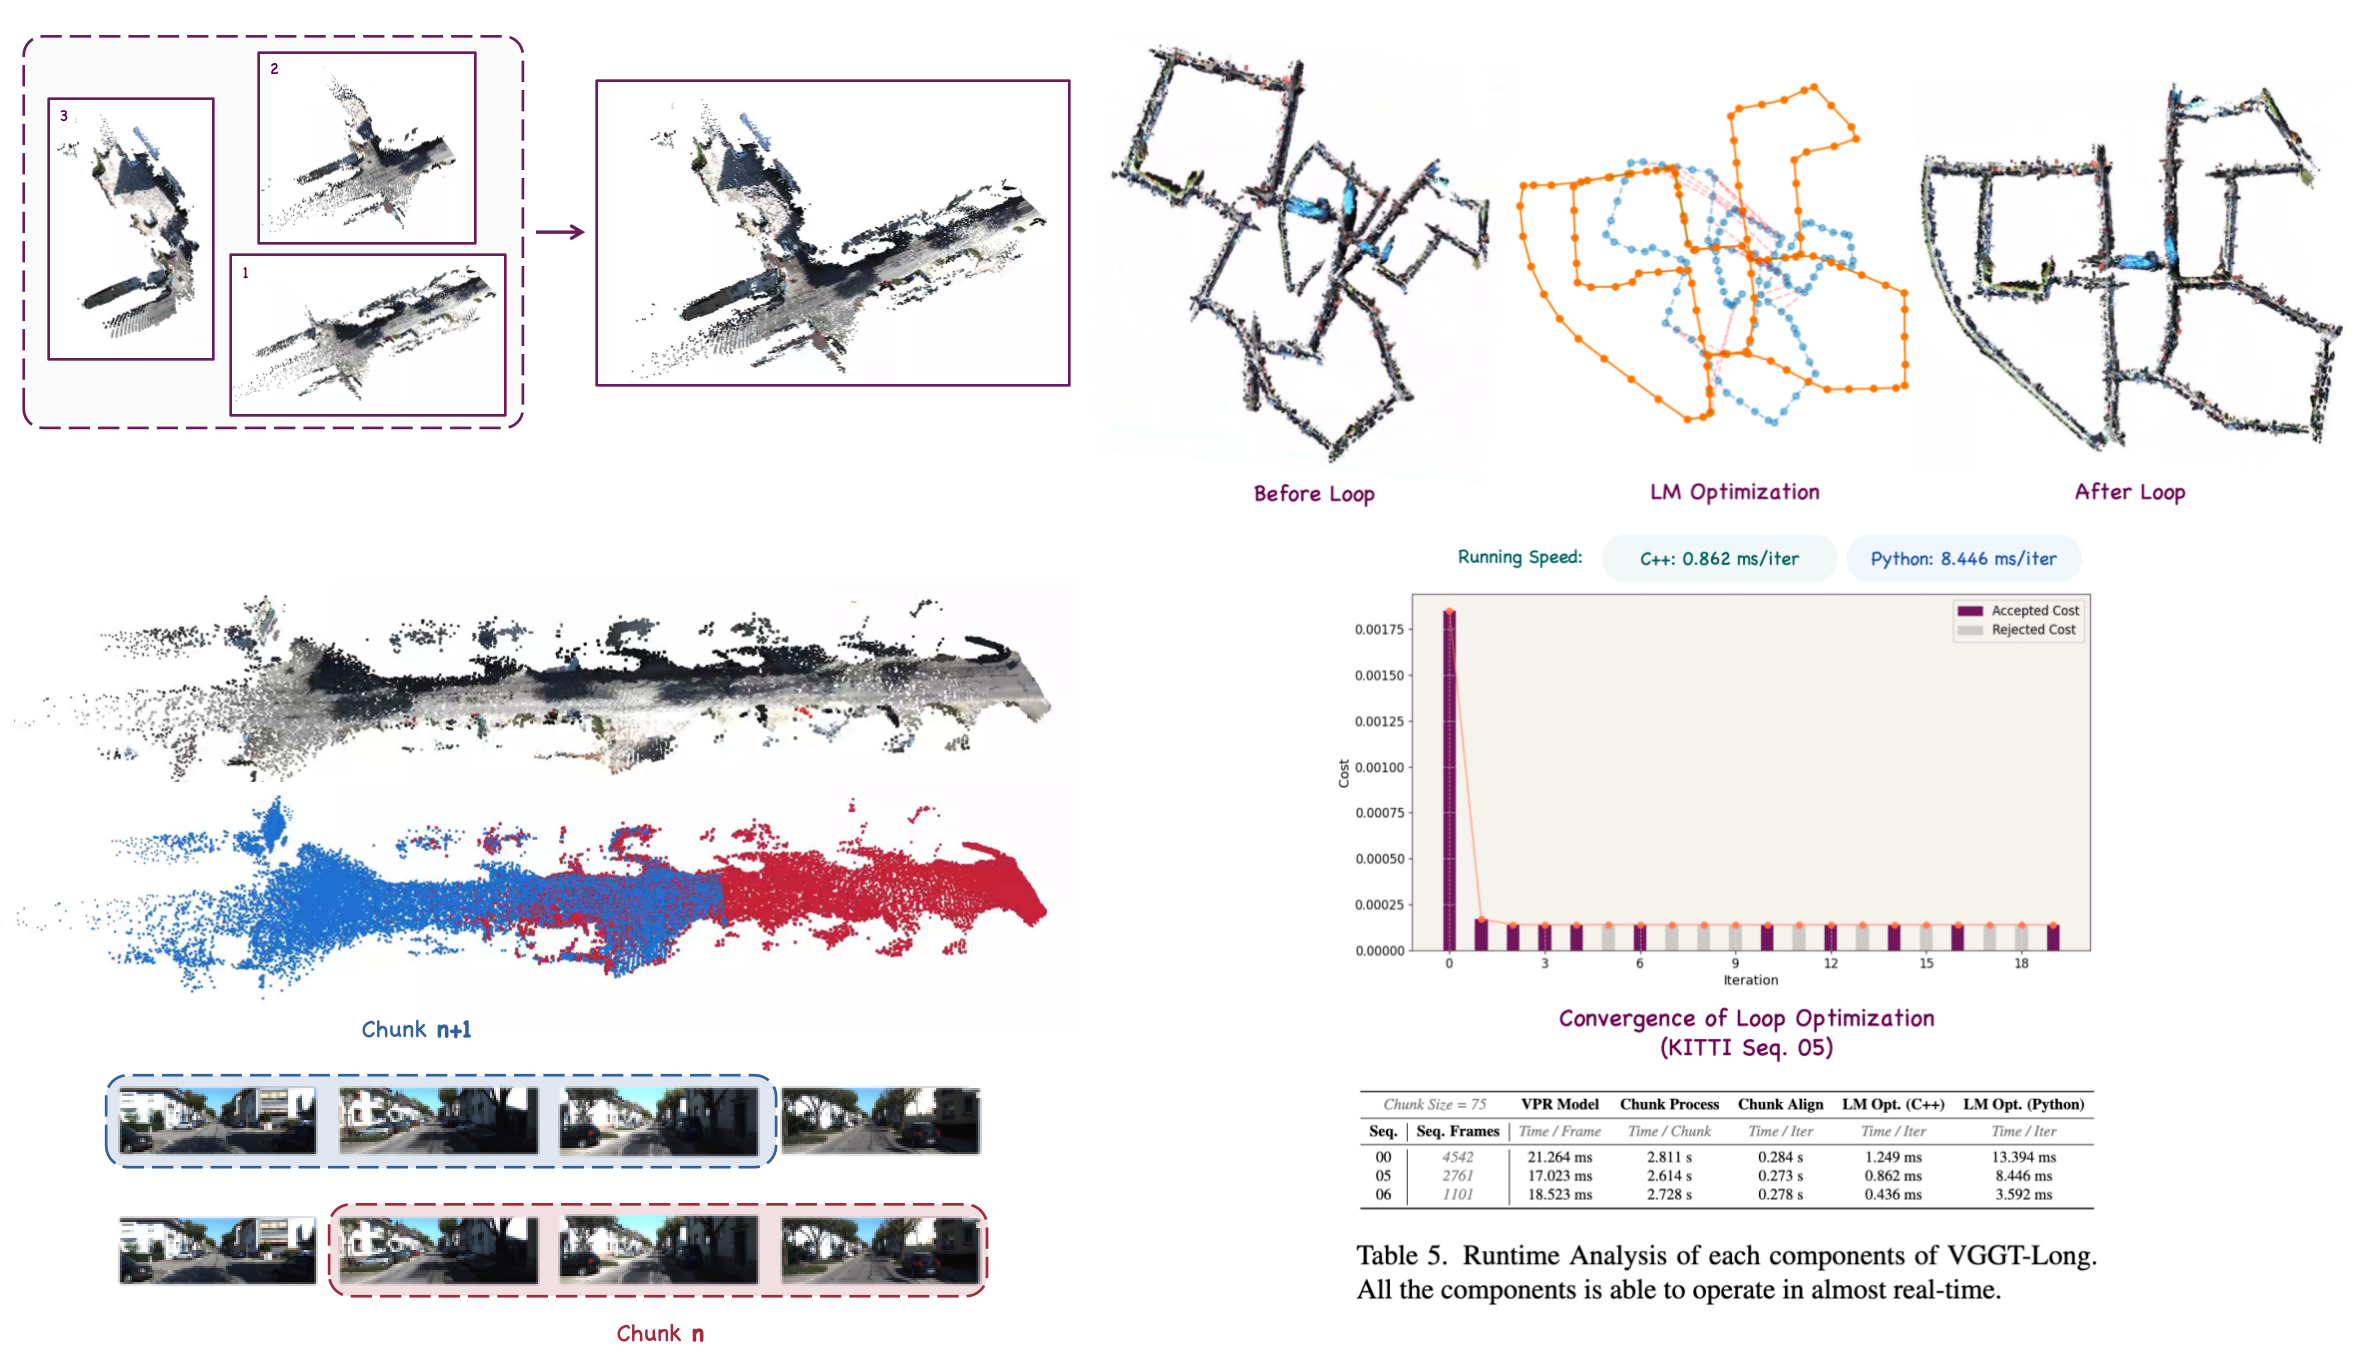 3
2
1
Before Loop
LM Optimization
After Loop
Chunk n+1
Chunk n
Running Speed: C++: 0.862 ms/iter Python: 8.446 ms/iter
Accepted Cost
Rejected Cost
0.00175
0.00150
0.00125
0.00100
0.00075
0.00050
0.00025
0.00000
Cost
0 3 6 9 12 15 18
Iteration
Convergence of Loop Optimization
(KITTI Seq. 05)
Chunk Size = 75 VPR Model Chunk Process Chunk Align LM Opt. (C++) LM Opt. (Python)
Seq. Seq. Frames Time / Frame Time / Chunk Time / Iter Time / Iter Time / Iter
00 4542 21.264 ms 2.811 s 0.284 s 1.249 ms 13.394 ms
05 2761 17.023 ms 2.614 s 0.273 s 0.862 ms 8.446 ms
06 1101 18.523 ms 2.728 s 0.278 s 0.436 ms 3.592 ms
Table 5. Runtime Analysis of each components of VGGT-Long.
All the components is able to operate in almost real-time.